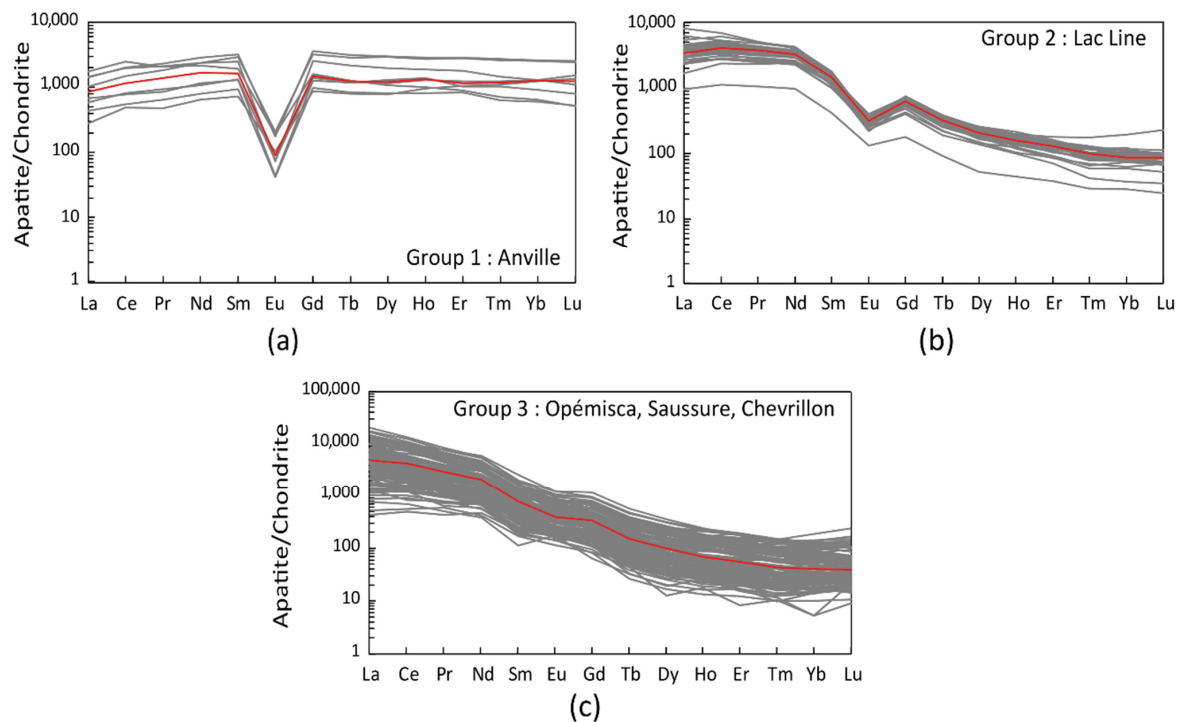 10,000
1,000
100
10
1
Apatite/Chondrite
Group 1 : Anville
La Ce Pr Nd Sm Eu Gd Tb Dy Ho Er Tm Yb Lu
(a)
10,000
1,000
100
10
1
Apatite/Chondrite
Group 2 : Lac Line
La Ce Pr Nd Sm Eu Gd Tb Dy Ho Er Tm Yb Lu
(b)
100,000
10,000
1,000
100
10
1
Apatite/Chondrite
Group 3 : Opémisca, Saussure, Chevrillon
La Ce Pr Nd Sm Eu Gd Tb Dy Ho Er Tm Yb Lu
(c)